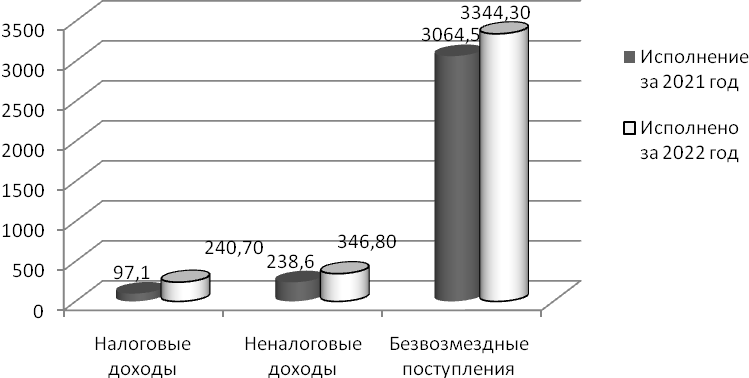 3500
3000
2500
2000
1500
1000
500
0
97,1
240,70
238,6
346,80
3064,5
3344,30
Налоговые
доходы
Неналоговые
доходы
Безвозмездные
поступления
Исполнение
за 2021 год
Исполнено
за 2022 год